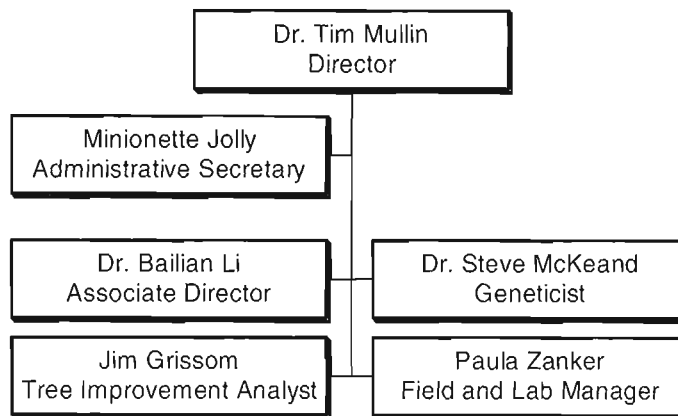 Dr. Tim Mullin
Director
Minionette Jolly
Administrative Secretary
Dr. Bailian Li
Associate Director
Dr. Steve McKeand
Geneticist
Jim Grissom
Tree Improvement Analyst
Paula Zanker
Field and Lab Manager